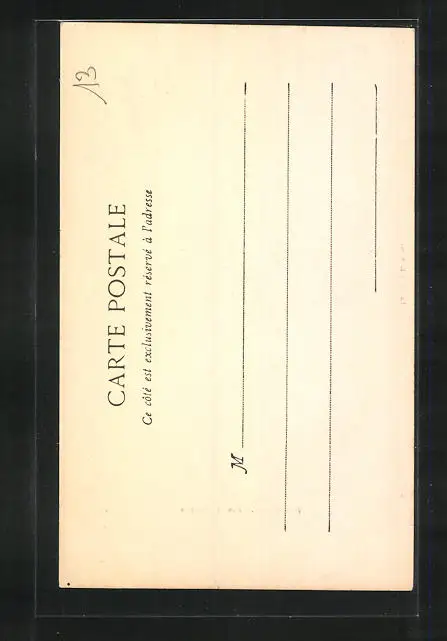 13
CARTE POSTALE
Ce côté est exclusivement réservé à l'adresse
M